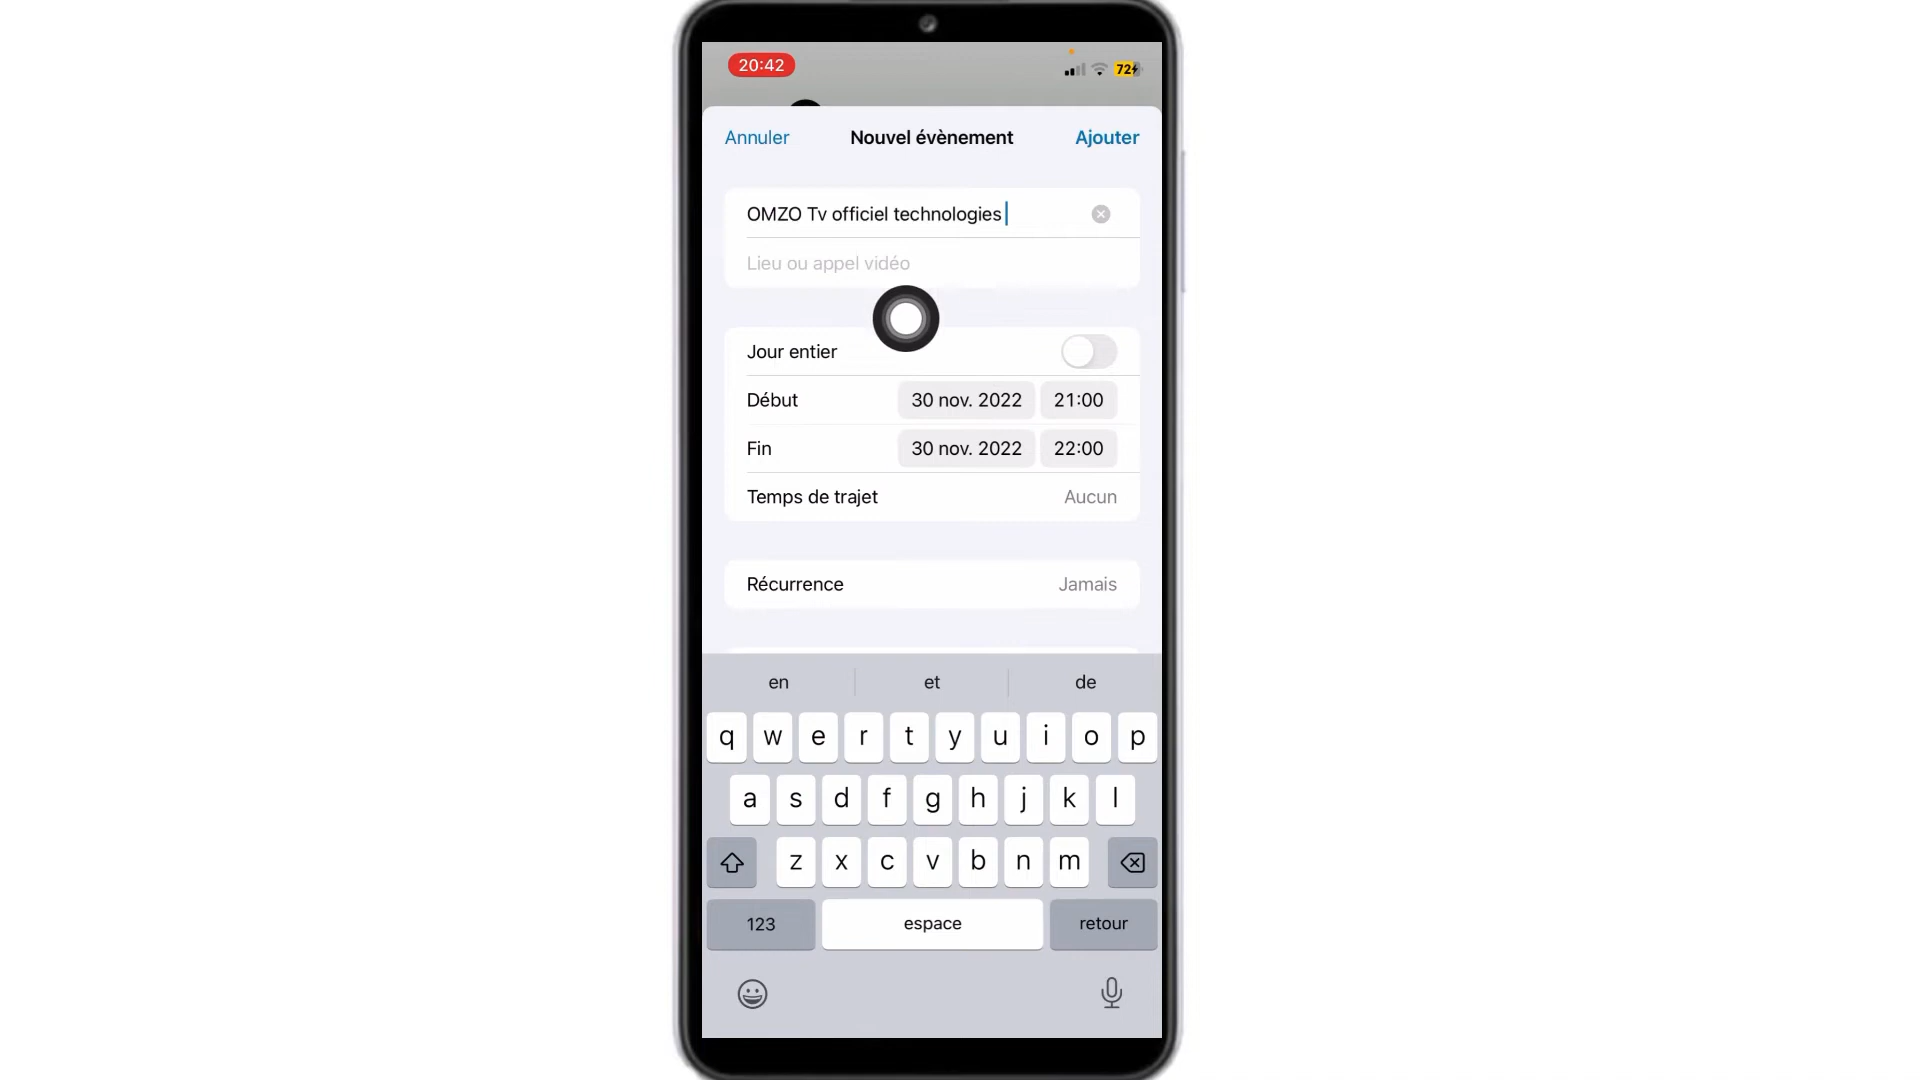 20:42
72
Annuler Nouvel évènement Ajouter
OMZO Tv officiel technologies
Lieu ou appel vidéo
Jour entier
Début 30 nov. 2022 21:00
Fin 30 nov. 2022 22:00
Temps de trajet Aucun
Récurrence Jamais
en et de
q w e r t y u i o p
a s d f g h j k l
z x c v b n m
123 espace retour